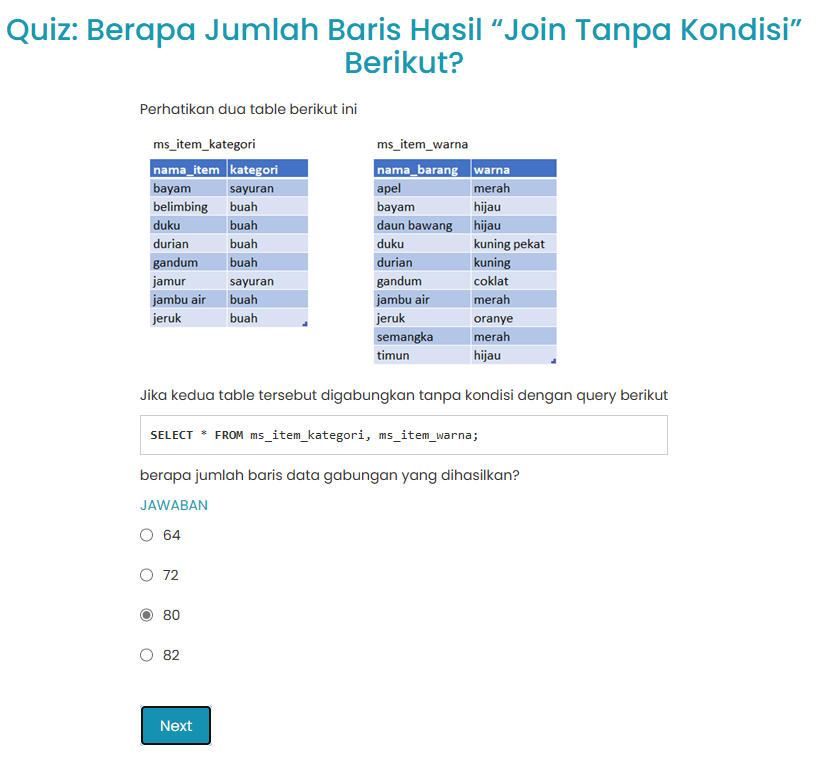 Quiz: Berapa Jumlah Baris Hasil “Join Tanpa Kondisi”
Berikut?
Perhatikan dua table berikut ini
ms_item_kategori
nama_item kategori
bayam sayuran
belimbing buah
duku buah
durian buah
gandum buah
jamur sayuran
jambu air buah
jeruk buah
ms_item_warna
nama_barang warna
apel merah
bayam hijau
daun bawang hijau
duku kuning pekat
durian kuning
gandum coklat
jambu air merah
jeruk oranye
semangka merah
timun hijau
Jika kedua table tersebut digabungkan tanpa kondisi dengan query berikut
SELECT * FROM ms_item_kategori, ms_item_warna;
berapa jumlah baris data gabungan yang dihasilkan?
JAWABAN
64
72
80
82
Next